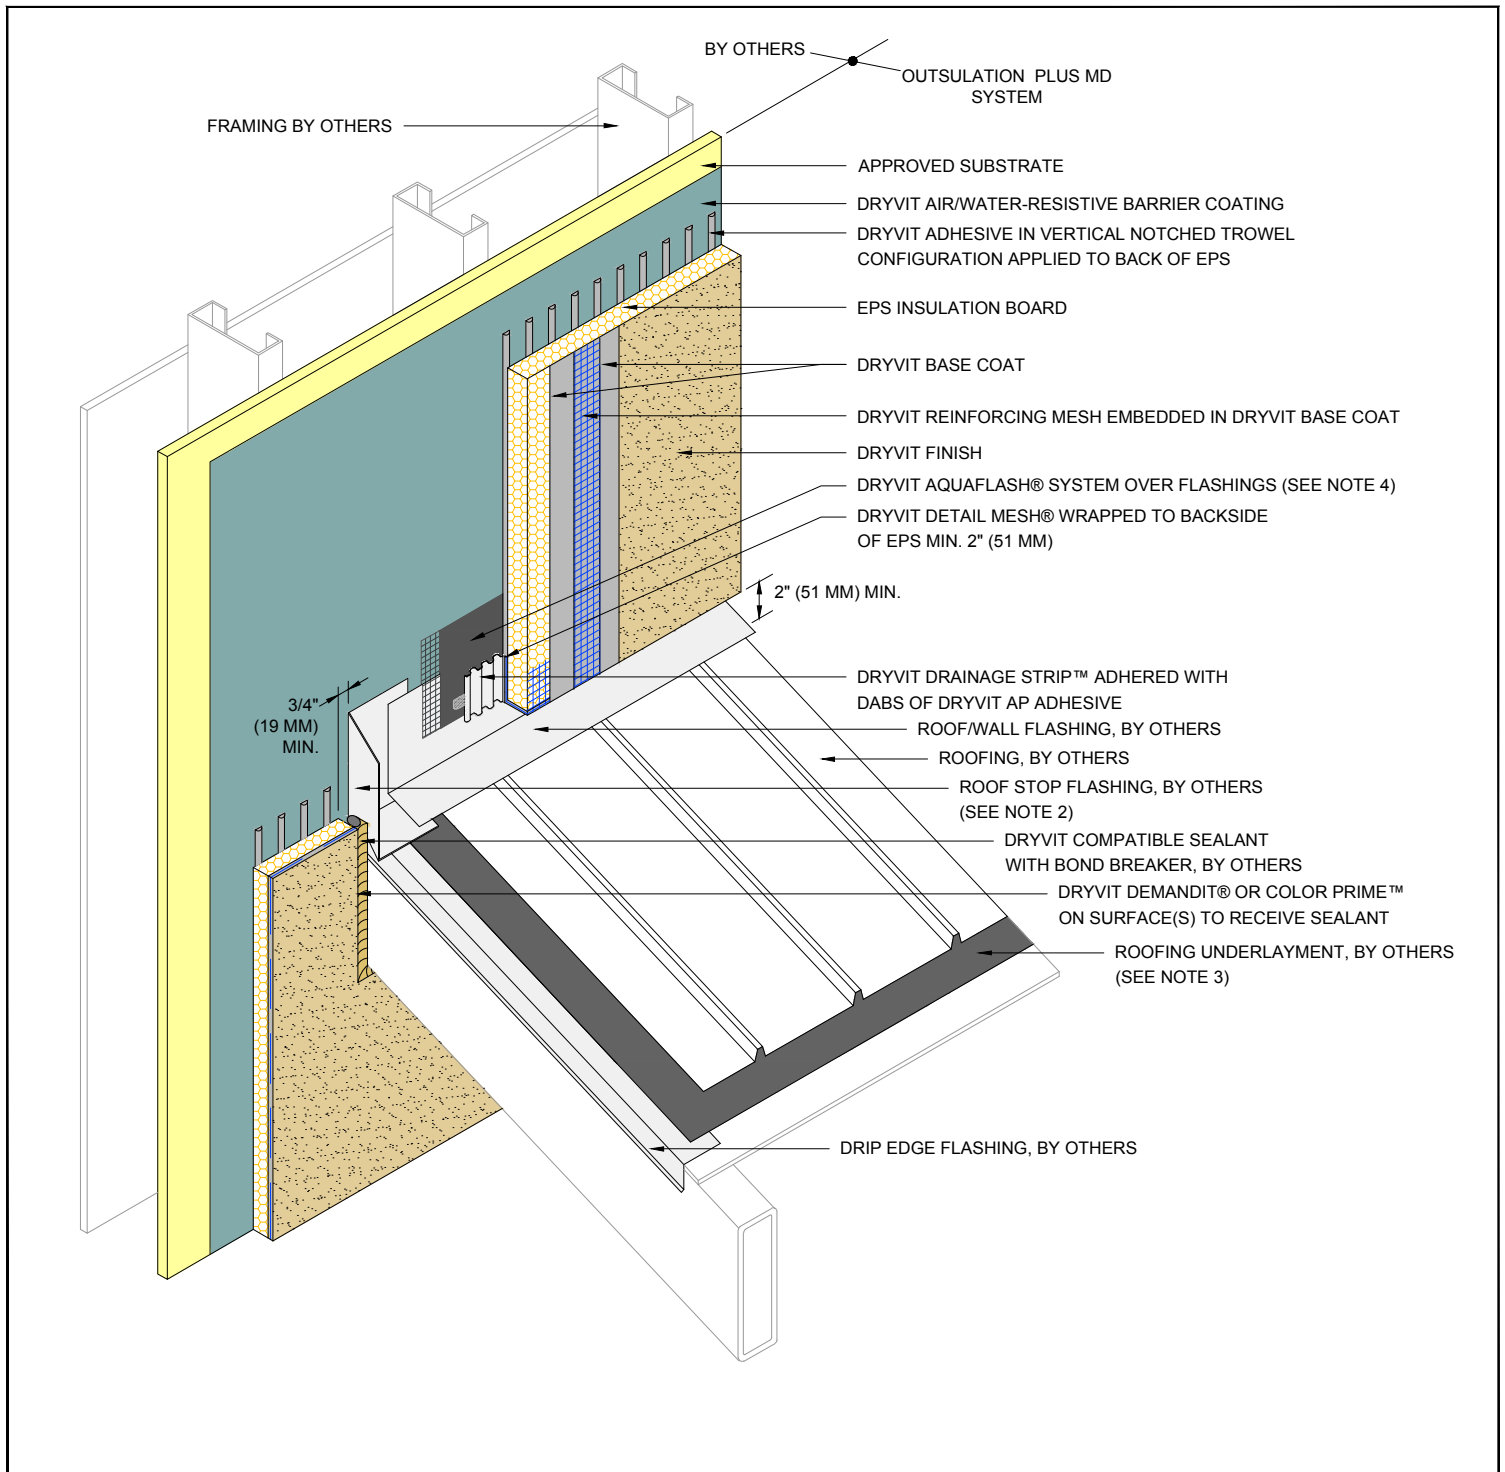 BY OTHERS
OUTSULATION PLUS MD
SYSTEM
FRAMING BY OTHERS
APPROVED SUBSTRATE
DRYVIT AIR/WATER-RESISTIVE BARRIER COATING
DRYVIT ADHESIVE IN VERTICAL NOTCHED TROWEL
CONFIGURATION APPLIED TO BACK OF EPS
EPS INSULATION BOARD
DRYVIT BASE COAT
DRYVIT REINFORCING MESH EMBEDDED IN DRYVIT BASE COAT
DRYVIT FINISH
DRYVIT AQUAFLASH® SYSTEM OVER FLASHINGS (SEE NOTE 4)
DRYVIT DETAIL MESH® WRAPPED TO BACKSIDE
OF EPS MIN. 2" (51 MM)
2" (51 MM) MIN.
DRYVIT DRAINAGE STRIP™ ADHERED WITH
DABS OF DRYVIT AP ADHESIVE
3/4"
(19 MM)
MIN.
ROOF/WALL FLASHING, BY OTHERS
ROOFING, BY OTHERS
ROOF STOP FLASHING, BY OTHERS
(SEE NOTE 2)
DRYVIT COMPATIBLE SEALANT
WITH BOND BREAKER, BY OTHERS
DRYVIT DEMANDIT® OR COLOR PRIME™
ON SURFACE(S) TO RECEIVE SEALANT
ROOFING UNDERLAYMENT, BY OTHERS
(SEE NOTE 3)
DRIP EDGE FLASHING, BY OTHERS